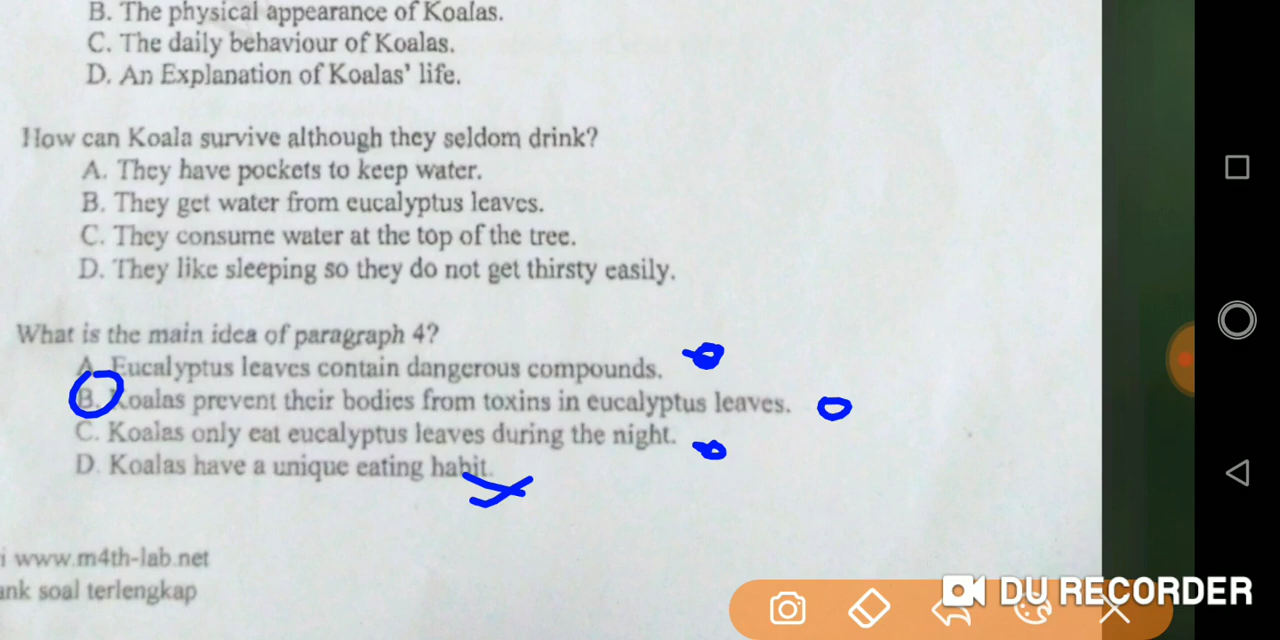 B. The physical appearance of Koalas.
C. The daily behaviour of Koalas.
D. An Explanation of Koalas' life.
How can Koala survive although they seldom drink?
A. They have pockets to keep water.
B. They get water from eucalyptus leaves.
C. They consume water at the top of the tree.
D. They like sleeping so they do not get thirsty easily.
What is the main idea of paragraph 4?
A. Eucalyptus leaves contain dangerous compounds.
B. Koalas prevent their bodies from toxins in eucalyptus leaves.
C. Koalas only eat eucalyptus leaves during the night.
D. Koalas have a unique eating habit.
i www.m4th-lab.net
ank soal terlengkap
DU RECORDER